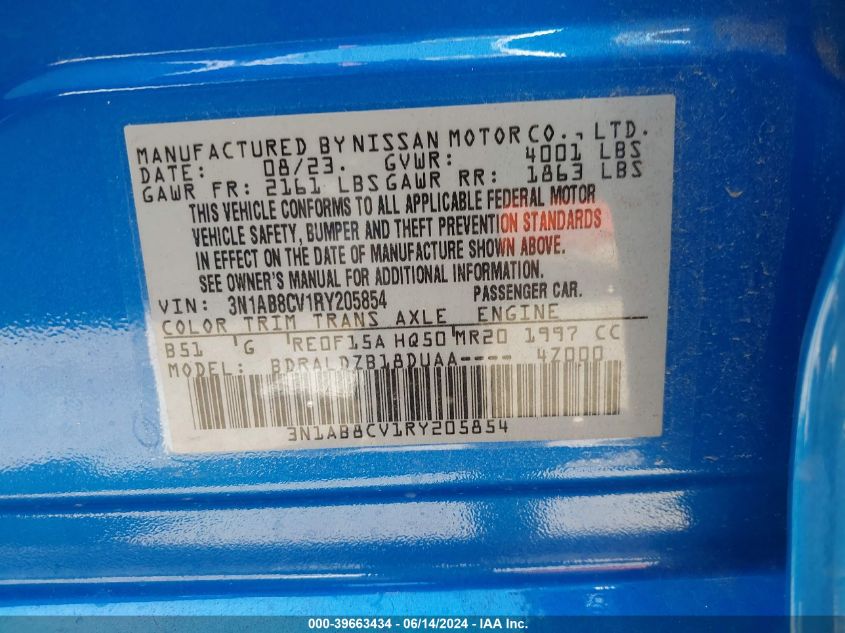 MANUFACTURED BY NISSAN MOTOR CO., LTD.
DATE: 08/23. GVWR: 4001 LBS
GAWR FR: 2161 LBS GAWR RR: 1863 LBS
THIS VEHICLE CONFORMS TO ALL APPLICABLE FEDERAL MOTOR
VEHICLE SAFETY, BUMPER AND THEFT PREVENTION STANDARDS
IN EFFECT ON THE DATE OF MANUFACTURE SHOWN ABOVE.
SEE OWNER'S MANUAL FOR ADDITIONAL INFORMATION.
VIN: 3N1AB8CV1RY205854 PASSENGER CAR.
COLOR TRIM TRANS AXLE ENGINE
B51 'G 'RE0F15A HQ50'MR20 1997 CC
MODEL: BDRALDZB18DUAA---- 4Z000
3N1AB8CV1RY205854
000-39663434 - 06/14/2024 - IAA Inc.